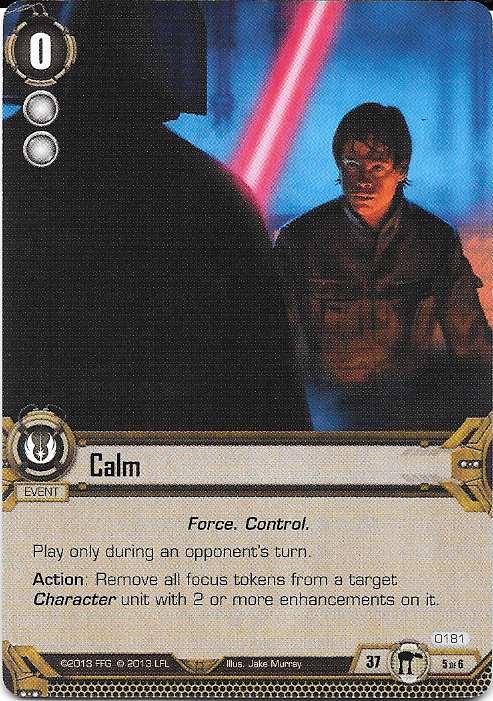 0
Calm
EVENT
Force. Control.
Play only during an opponent's turn.
Action: Remove all focus tokens from a target
Character unit with 2 or more enhancements on it.
0181
©2013 FFG © 2013 LFL
Illus. Jake Murray
37
5 OF 6